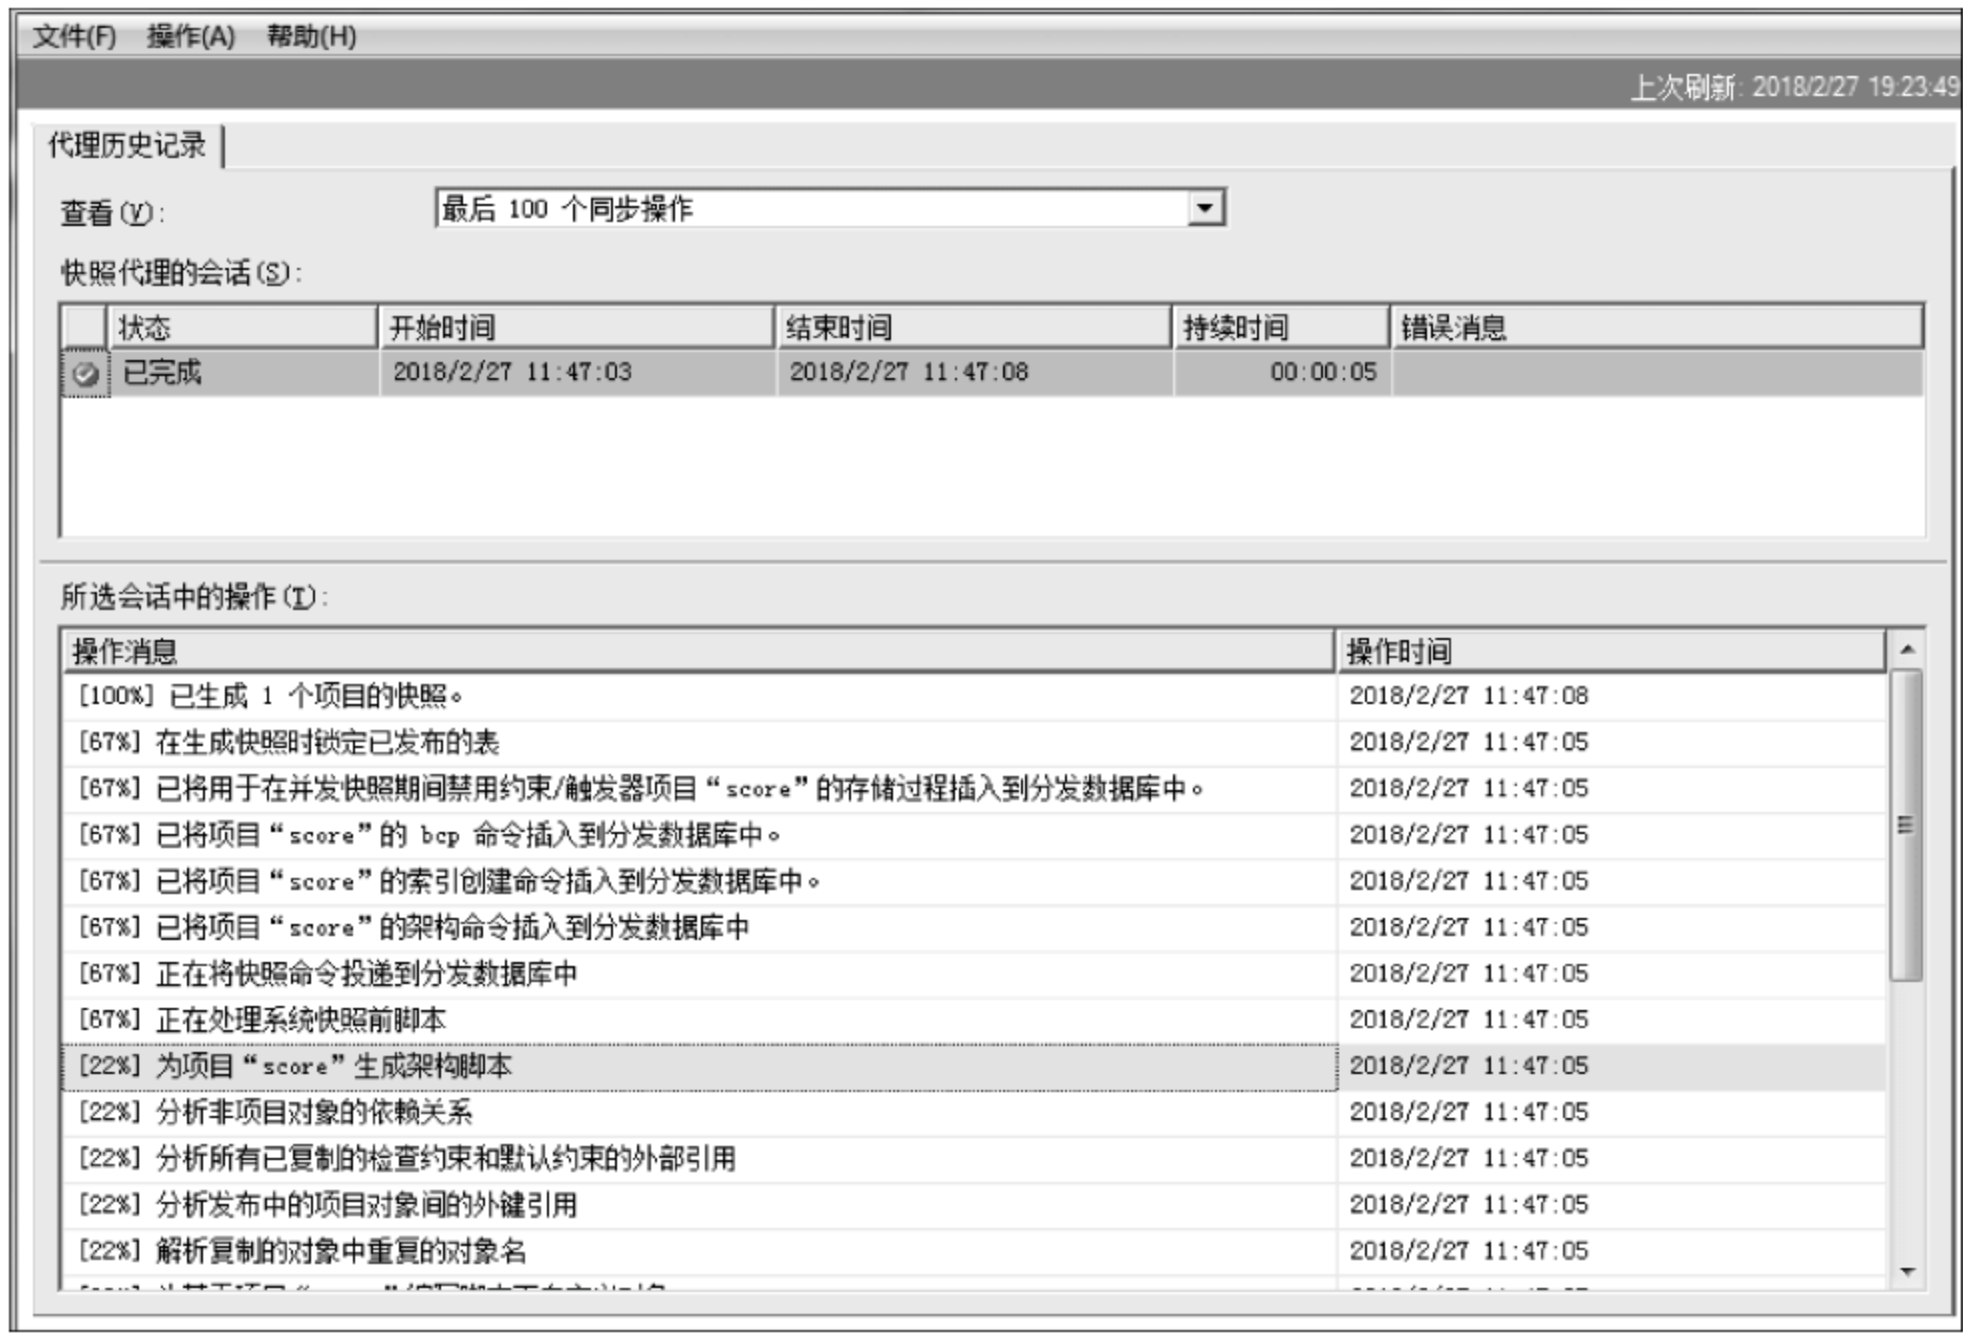 文件(F) 操作(A) 帮助(H)
上次刷新: 2018/2/27 19:23:49
代理历史记录
查看(V): 最后 100 个同步操作
快照代理的会话(S):
状态 开始时间 结束时间 持续时间 错误消息
已完成 2018/2/27 11:47:03 2018/2/27 11:47:08 00:00:05
所选会话中的操作(T):
操作消息 操作时间
[100%] 已生成 1 个项目的快照。 2018/2/27 11:47:08
[67%] 在生成快照时锁定已发布的表 2018/2/27 11:47:05
[67%] 已将用于在并发快照期间禁用约束/触发器项目“score”的存储过程插入到分发数据库中。 2018/2/27 11:47:05
[67%] 已将项目“score”的 bcp 命令插入到分发数据库中。 2018/2/27 11:47:05
[67%] 已将项目“score”的索引创建命令插入到分发数据库中。 2018/2/27 11:47:05
[67%] 已将项目“score”的架构命令插入到分发数据库中 2018/2/27 11:47:05
[67%] 正在将快照命令投递到分发数据库中 2018/2/27 11:47:05
[67%] 正在处理系统快照前脚本 2018/2/27 11:47:05
[22%] 为项目“score”生成架构脚本 2018/2/27 11:47:05
[22%] 分析非项目对象的依赖关系 2018/2/27 11:47:05
[22%] 分析所有已复制的检查约束和默认约束的外部引用 2018/2/27 11:47:05
[22%] 分析发布中的项目对象间的外键引用 2018/2/27 11:47:05
[22%] 解析复制的对象中重复的对象名 2018/2/27 11:47:05